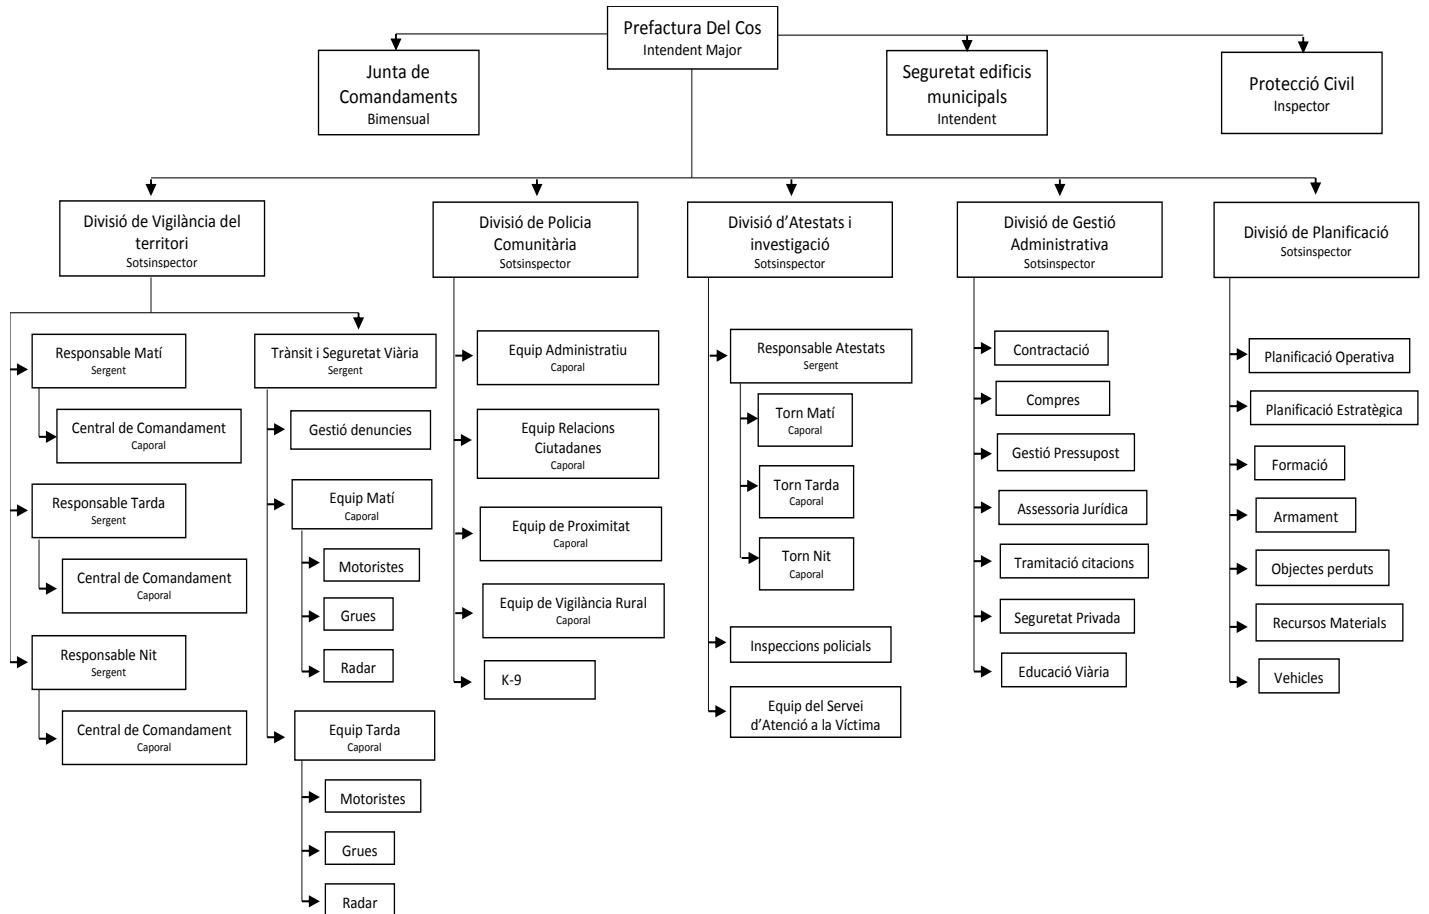 Prefactura Del Cos
Intendent Major
Junta de
Comandaments
Bimensual
Seguretat edificis
municipals
Intendent
Protecció Civil
Inspector
Divisió de Vigilància del
territori
Sotsinspector
Divisió de Policia
Comunitària
Sotsinspector
Divisió d’Atestats i
investigació
Sotsinspector
Divisió de Gestió
Administrativa
Sotsinspector
Divisió de Planificació
Sotsinspector
Responsable Matí
Sergent
Central de Comandament
Caporal
Responsable Tarda
Sergent
Central de Comandament
Caporal
Responsable Nit
Sergent
Central de Comandament
Caporal
Trànsit i Seguretat Viària
Sergent
Gestió denuncies
Equip Matí
Caporal
Motoristes
Grues
Radar
Equip Tarda
Caporal
Motoristes
Grues
Radar
Equip Administratiu
Caporal
Equip Relacions
Ciutadanes
Caporal
Equip de Proximitat
Caporal
Equip de Vigilància Rural
Caporal
K-9
Responsable Atestats
Sergent
Torn Matí
Caporal
Torn Tarda
Caporal
Torn Nit
Caporal
Inspeccions policials
Equip del Servei
d’Atenció a la Víctima
Contractació
Compres
Gestió Pressupost
Assessoria Jurídica
Tramitació citacions
Seguretat Privada
Educació Viària
Planificació Operativa
Planificació Estratègica
Formació
Armament
Objectes perduts
Recursos Materials
Vehicles